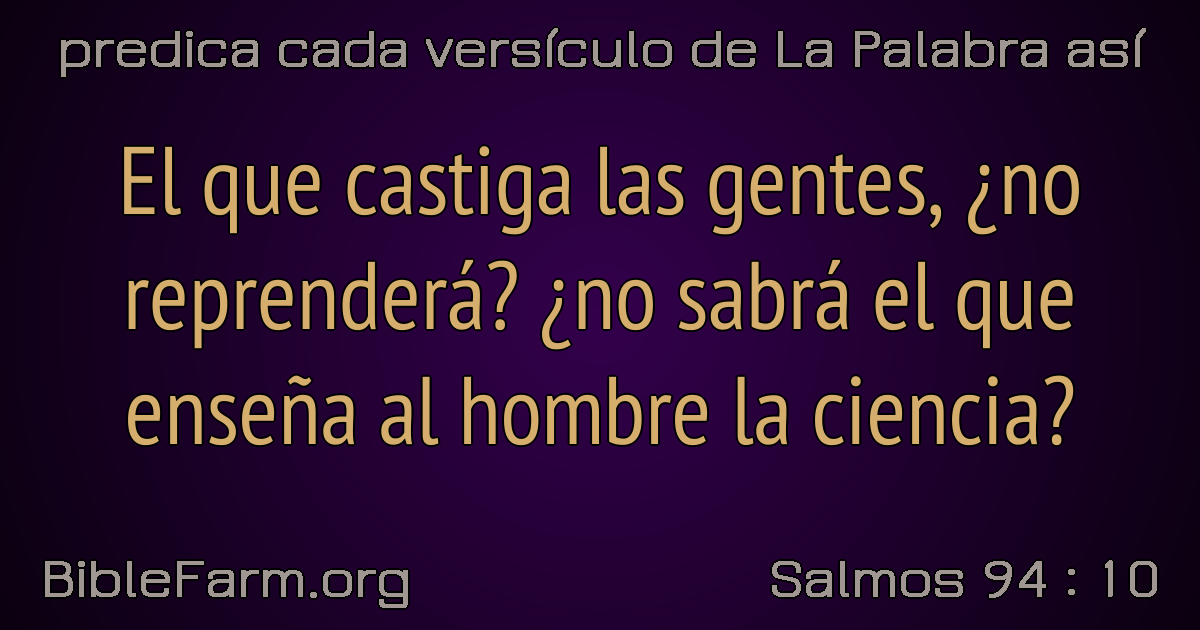 predica cada versículo de La Palabra así
El que castiga las gentes, ¿no
reprenderá? ¿no sabrá el que
enseña al hombre la ciencia?
BibleFarm.org
Salmos 94 : 10